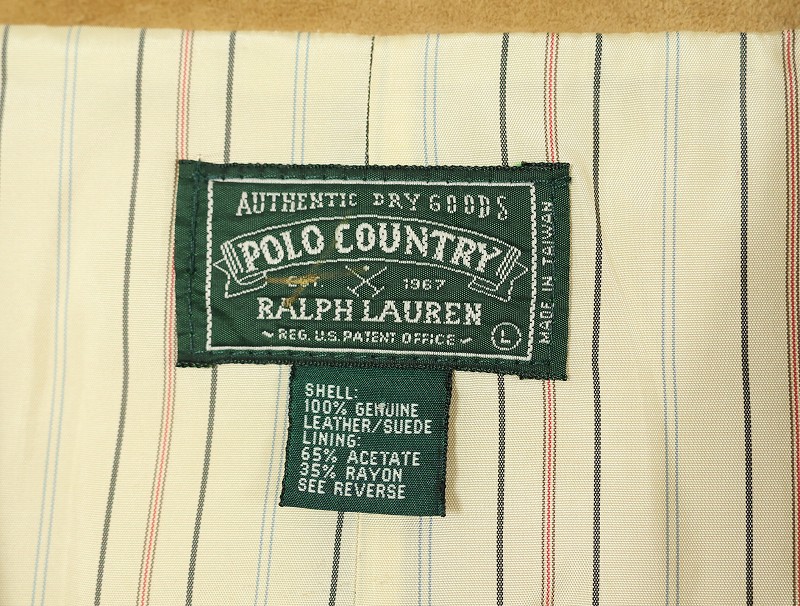 AUTHENTIC DRY GOODS
POLO COUNTRY
EST. 1967
RALPH LAUREN
~REG. U.S. PATENT OFFICE~
L
MADE IN TAIWAN
SHELL:
100% GENUINE
LEATHER/SUEDE
LINING:
65% ACETATE
35% RAYON
SEE REVERSE